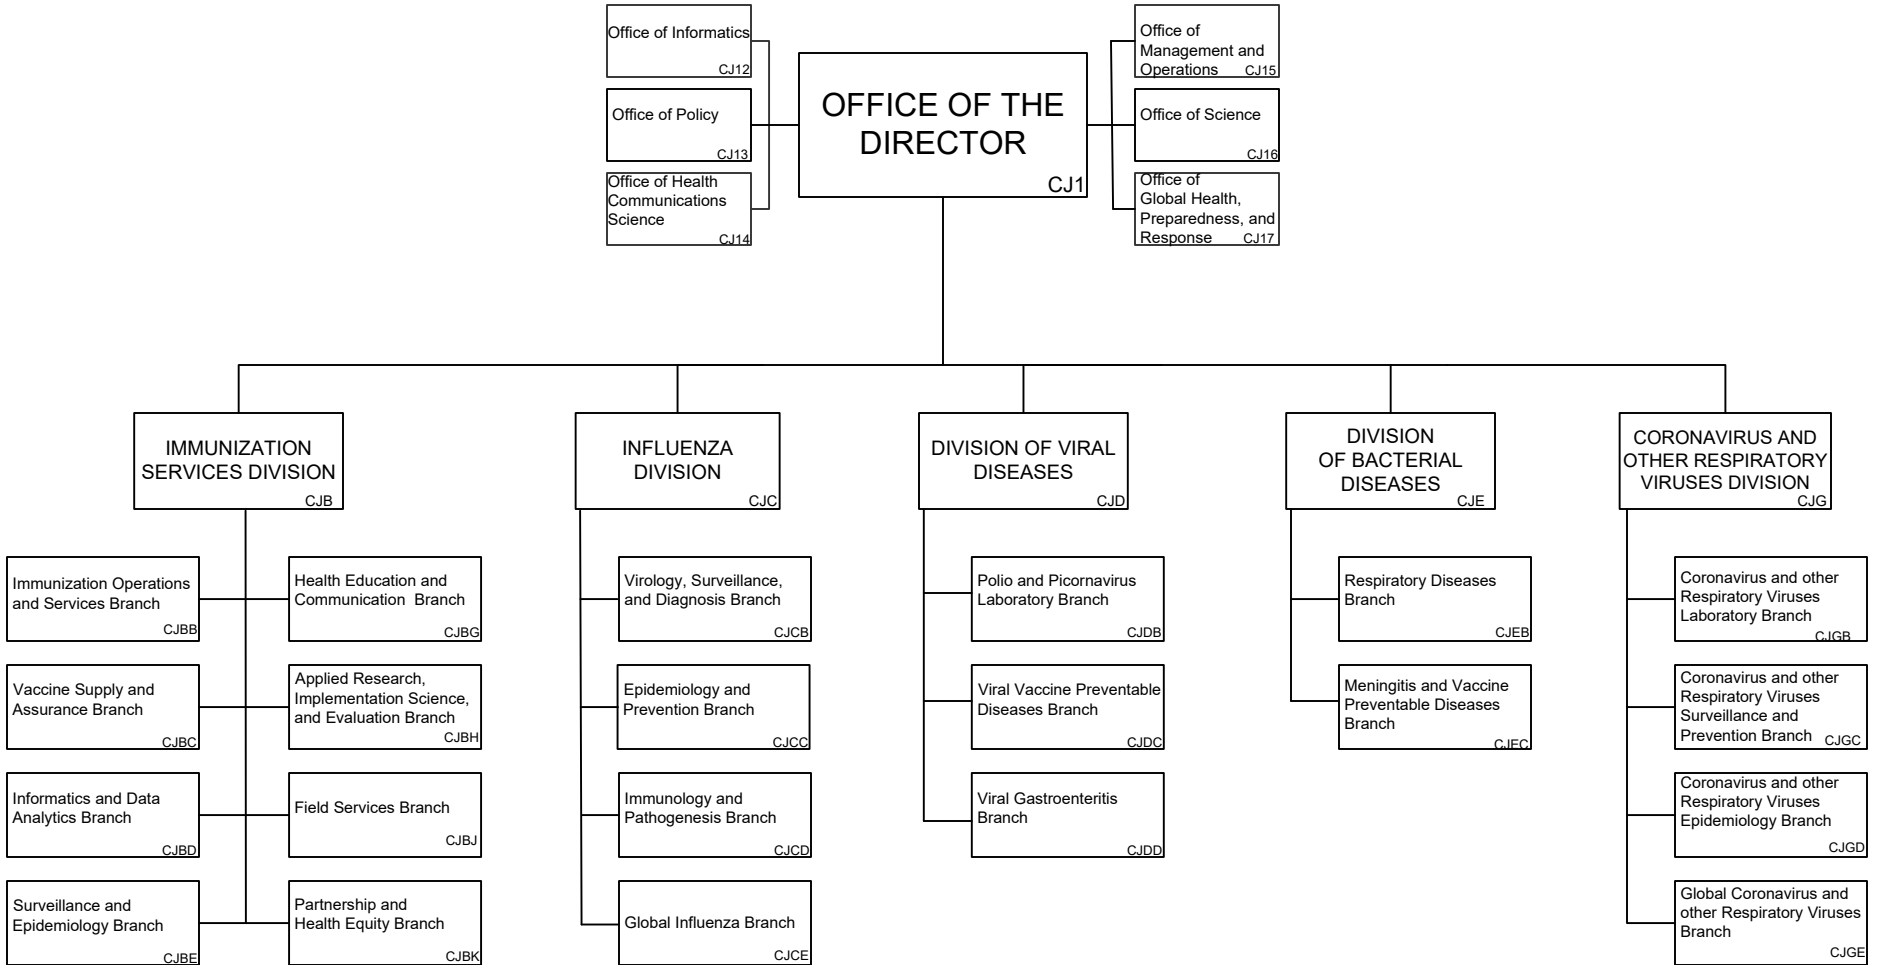 Office of Informatics
CJ12
Office of Policy
CJ13
Office of Health
Communications
Science
CJ14
OFFICE OF THE
DIRECTOR
CJ1
Office of
Management and
Operations CJ15
Office of Science
CJ16
Office of
Global Health,
Preparedness, and
Response CJ17
IMMUNIZATION
SERVICES DIVISION
CJB
INFLUENZA
DIVISION
CJC
DIVISION OF VIRAL
DISEASES
CJD
DIVISION
OF BACTERIAL
DISEASES
CJE
CORONAVIRUS AND
OTHER RESPIRATORY
VIRUSES DIVISION
CJG
Immunization Operations
and Services Branch
CJBB
Vaccine Supply and
Assurance Branch
CJBC
Informatics and Data
Analytics Branch
CJBD
Surveillance and
Epidemiology Branch
CJBE
Health Education and
Communication Branch
CJBG
Applied Research,
Implementation Science,
and Evaluation Branch
CJBH
Field Services Branch
CJBJ
Partnership and
Health Equity Branch
CJBK
Virology, Surveillance,
and Diagnosis Branch
CJCB
Epidemiology and
Prevention Branch
CJCC
Immunology and
Pathogenesis Branch
CJCD
Global Influenza Branch
CJCE
Polio and Picornavirus
Laboratory Branch
CJDB
Viral Vaccine Preventable
Diseases Branch
CJDC
Viral Gastroenteritis
Branch
CJDD
Respiratory Diseases
Branch
CJEB
Meningitis and Vaccine
Preventable Diseases
Branch
CJEC
Coronavirus and other
Respiratory Viruses
Laboratory Branch
CJGB
Coronavirus and other
Respiratory Viruses
Surveillance and
Prevention Branch CJGC
Coronavirus and other
Respiratory Viruses
Epidemiology Branch
CJGD
Global Coronavirus and
other Respiratory Viruses
Branch
CJGE